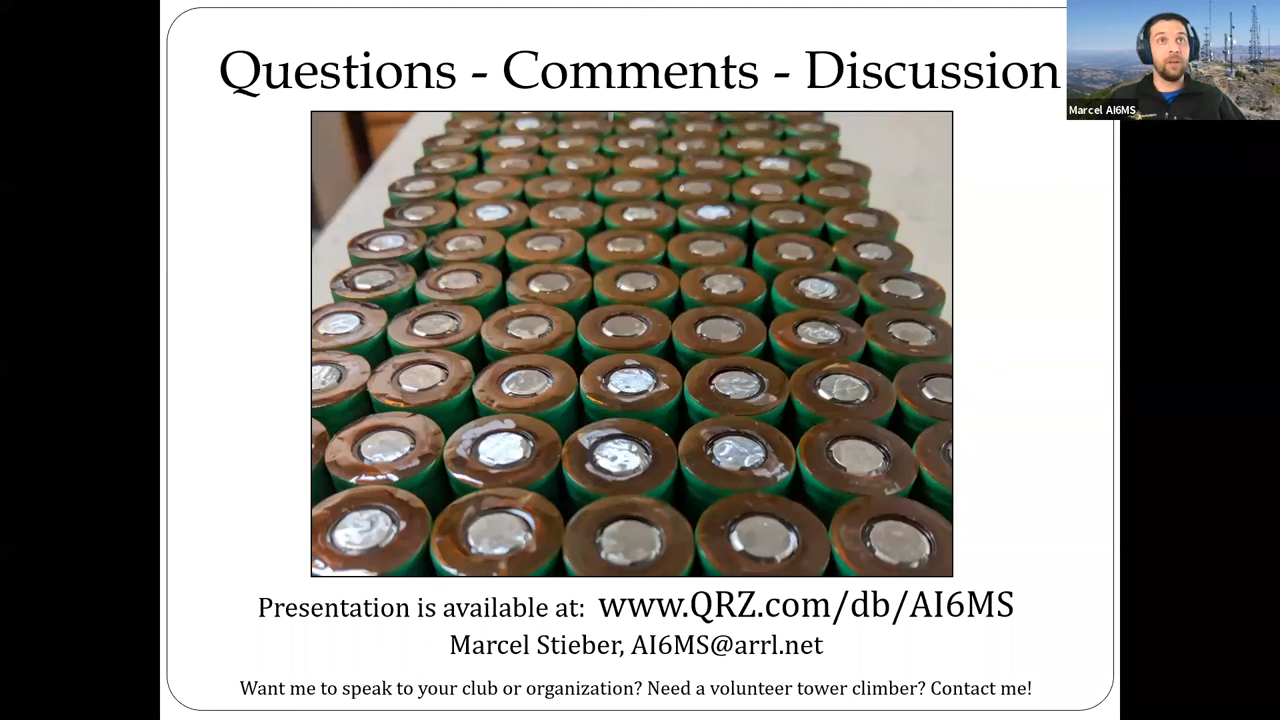 Questions - Comments - Discussion
Marcel AI6MS
Presentation is available at: www.QRZ.com/db/AI6MS
Marcel Stieber, AI6MS@arrl.net
Want me to speak to your club or organization? Need a volunteer tower climber? Contact me!